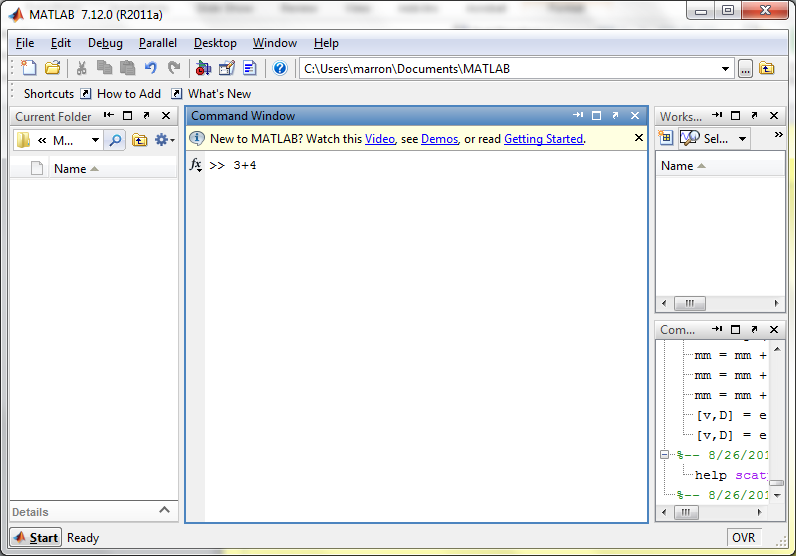 MATLAB 7.12.0 (R2011a)
File Edit Debug Parallel Desktop Window Help
C:\Users\marron\Documents\MATLAB
...
Shortcuts How to Add What's New
Current Folder
« M...
Name
Details
Command Window
New to MATLAB? Watch this Video, see Demos, or read Getting Started.
fx >> 3+4
Works...
Sel...
Name
Com...
mm = mm +
mm = mm +
mm = mm +
[v,D] = e
[v,D] = e
%-- 8/26/201
help scat
%-- 8/26/201
Start Ready
OVR